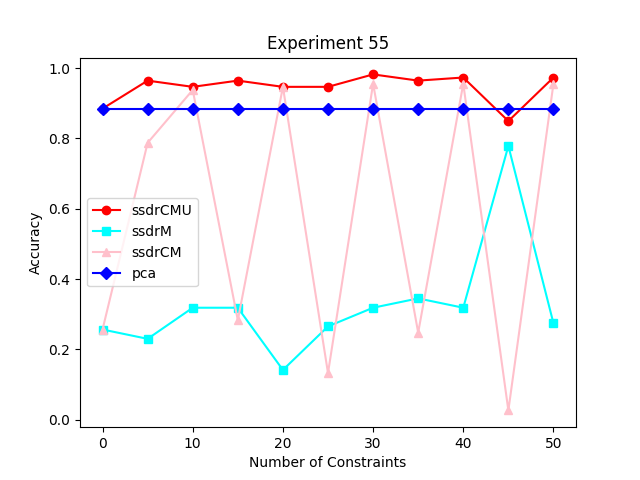 Experiment 55
1.0
0.8
0.6
0.4
0.2
0.0
Accuracy
ssdrCMU
ssdrM
ssdrCM
pca
0 10 20 30 40 50
Number of Constraints